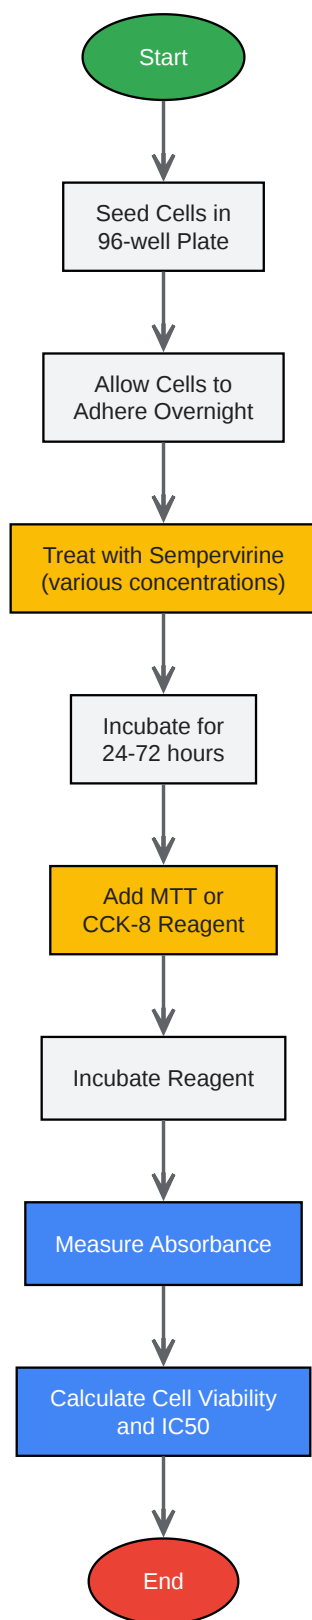 Start
Seed Cells in
96-well Plate
Allow Cells to
Adhere Overnight
Treat with Sempervirine
(various concentrations)
Incubate for
24-72 hours
Add MTT or
CCK-8 Reagent
Incubate Reagent
Measure Absorbance
Calculate Cell Viability
and IC50
End